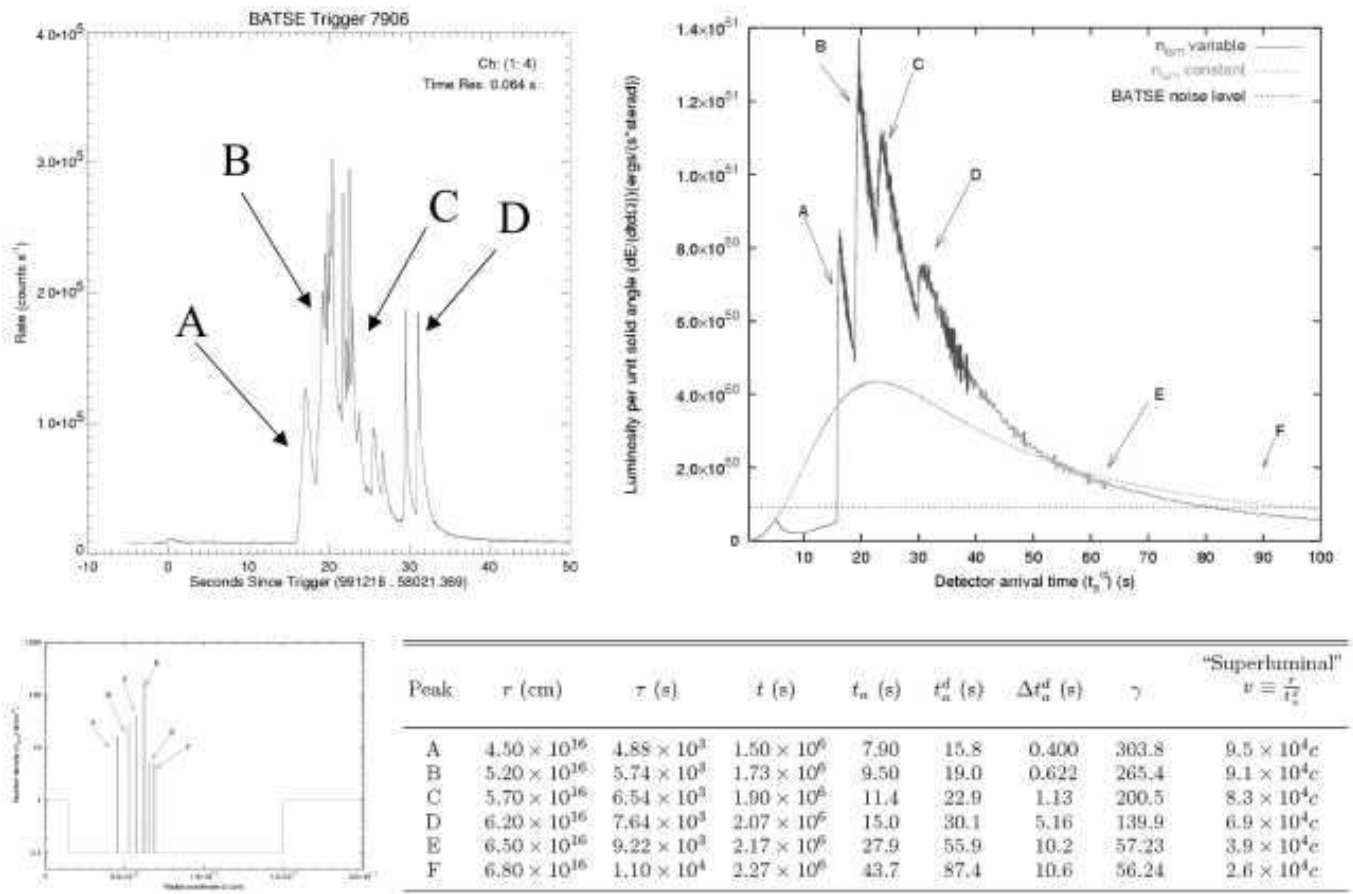 BATSE Trigger 7906
4.0•10⁵
Ch: (1: 4)
Time Res: 0.064 s
3.0•10⁵
B
C
D
2.0•10⁵
A
1.0•10⁵
0
Rate (counts s⁻¹)
-10 0 10 20 30 40 50
Seconds Since Trigger (991216 . 58021.369)
1.4×10⁵¹
1.2×10⁵¹
1.0×10⁵¹
8.0×10⁵⁰
6.0×10⁵⁰
4.0×10⁵⁰
2.0×10⁵⁰
0
Luminosity per unit solid angle (dE/(dtdΩ))(ergs/(s*sterad))
n_ism variable
n_ism constant
BATSE noise level
B
C
D
A
E
F
10 20 30 40 50 60 70 80 90 100
Detector arrival time (t_a^d) (s)
Peak r (cm) τ (s) t (s) t_a (s) t_a^d (s) Δt_a^d (s) γ "Superluminal" v ≡ r/t_a^d
A 4.50 × 10¹⁶ 4.88 × 10³ 1.50 × 10⁶ 7.90 15.8 0.400 303.8 9.5 × 10⁴c
B 5.20 × 10¹⁶ 5.74 × 10³ 1.73 × 10⁶ 9.50 19.0 0.622 265.4 9.1 × 10⁴c
C 5.70 × 10¹⁶ 6.54 × 10³ 1.90 × 10⁶ 11.4 22.9 1.13 200.5 8.3 × 10⁴c
D 6.20 × 10¹⁶ 7.64 × 10³ 2.07 × 10⁶ 15.0 30.1 5.16 139.9 6.9 × 10⁴c
E 6.50 × 10¹⁶ 9.22 × 10³ 2.17 × 10⁶ 27.9 55.9 10.2 57.23 3.9 × 10⁴c
F 6.80 × 10¹⁶ 1.10 × 10⁴ 2.27 × 10⁶ 43.7 87.4 10.6 56.24 2.6 × 10⁴c